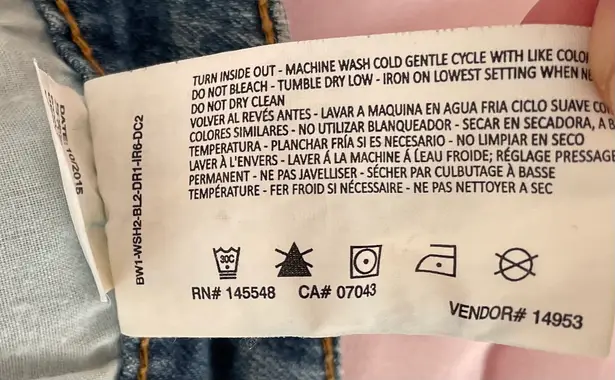 TURN INSIDE OUT - MACHINE WASH COLD GENTLE CYCLE WITH LIKE
DO NOT BLEACH - TUMBLE DRY LOW - IRON ON LOWEST SETTING WHEN
DO NOT DRY CLEAN
VOLVER AL REVÉS ANTES - LAVAR A MAQUINA EN AGUA FRIA CICLO SUAVE
COLORES SIMILARES - NO UTILIZAR BLANQUEADOR - SECAR EN SECADORA, A
TEMPERATURA - PLANCHAR FRÍA SI ES NECESARIO - NO LIMPIAR EN SECO
LAVER À L'ENVERS - LAVER Á LA MACHINE Á ĹEAU FROIDE; RÉGLAGE PRESSAGE
PERMANENT - NE PAS JAVELLISER - SÉCHER PAR CULBUTAGE À BASSE
TEMPÉRATURE - FER FROID SI NÉCESSAIRE - NE PAS NETTOYER A SEC
30C
RN# 145548 CA# 07043
VENDOR# 14953
BW1-WSH2-BL2-DR1-IR6-DC2
DATE: 10/2015